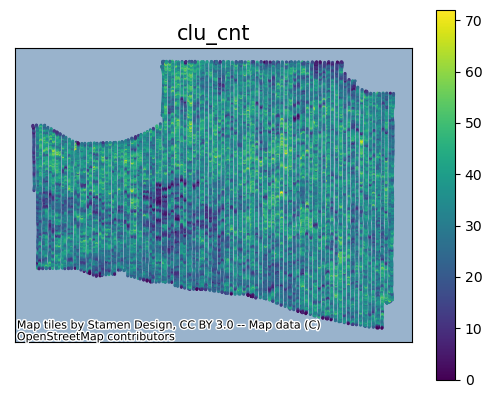 clu_cnt
70
60
50
40
30
20
10
0
Map tiles by Stamen Design, CC BY 3.0 -- Map data (C)
OpenStreetMap contributors